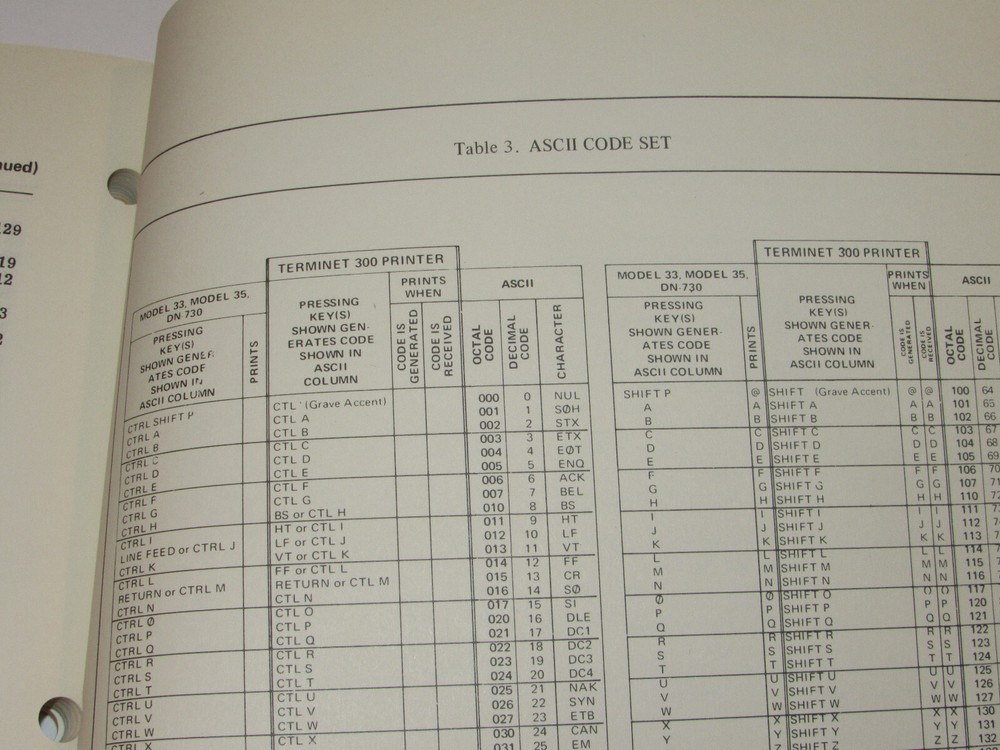 nued)
29
19
12
3
Table 3. ASCII CODE SET
TERMINET 300 PRINTER
MODEL 33, MODEL 35, DN 730
PRESSING KEY(S) SHOWN GENER- ATES CODE SHOWN IN ASCII COLUMN
PRINTS
PRESSING KEY(S) SHOWN GEN- ERATES CODE SHOWN IN ASCII COLUMN
PRINTS WHEN
CODE IS GENERATED
CODE IS RECEIVED
ASCII
OCTAL CODE
DECIMAL CODE
CHARACTER
CTRL SHIFT P CTL ` (Grave Accent) 000 0 NUL
CTRL A CTL A 001 1 SØH
CTRL B CTL B 002 2 STX
CTRL C CTL C 003 3 ETX
CTRL D CTL D 004 4 EØT
CTRL E CTL E 005 5 ENQ
CTRL F CTL F 006 6 ACK
CTRL G CTL G 007 7 BEL
CTRL H BS or CTL H 010 8 BS
CTRL I HT or CTL I 011 9 HT
LINE FEED or CTRL J LF or CTL J 012 10 LF
CTRL K VT or CTL K 013 11 VT
CTRL L FF or CTL L 014 12 FF
RETURN or CTRL M RETURN or CTL M 015 13 CR
CTRL N CTL N 016 14 SØ
CTRL Ø CTL O 017 15 SI
CTRL P CTL P 020 16 DLE
CTRL Q CTL Q 021 17 DC1
CTRL R CTL R 022 18 DC2
CTRL S CTL S 023 19 DC3
CTRL T CTL T 024 20 DC4
CTRL U CTL U 025 21 NAK
CTRL V CTL V 026 22 SYN
CTRL W CTL W 027 23 ETB
CTRL X CTL X 030 24 CAN
031 25 EM
TERMINET 300 PRINTER
MODEL 33, MODEL 35, DN-730
PRESSING KEY(S) SHOWN GENER- ATES CODE SHOWN IN ASCII COLUMN
PRINTS
PRESSING KEY(S) SHOWN GENER- ATES CODE SHOWN IN ASCII COLUMN
PRINTS WHEN
CODE IS GENERATED
CODE IS RECEIVED
ASCII
OCTAL CODE
DECIMAL CODE
SHIFT P @ SHIFT (Grave Accent) @ @ 100 64
A A SHIFT A A A 101 65
B B SHIFT B B B 102 66
C C SHIFT C C C 103 67
D D SHIFT D D D 104 68
E E SHIFT E E E 105 69
F F SHIFT F F F 106 70
G G SHIFT G G G 107
H H SHIFT H H H 110
I I SHIFT I I I 111
J J SHIFT J J J 112
K K SHIFT K K K 113
L L SHIFT L L L 114
M M SHIFT M M M 115
N N SHIFT N N N 116
Ø Ø SHIFT O O O 117
P P SHIFT P P P 120
Q Q SHIFT Q Q Q 121
R R SHIFT R R R 122
S S SHIFT S S S 123
T T SHIFT T T T 124
U U SHIFT U U U 125
V V SHIFT V V V 126
W W SHIFT W W W 127
X X SHIFT X X X 130
Y Y SHIFT Y Y Y 131
Z SHIFT Z Z Z 132